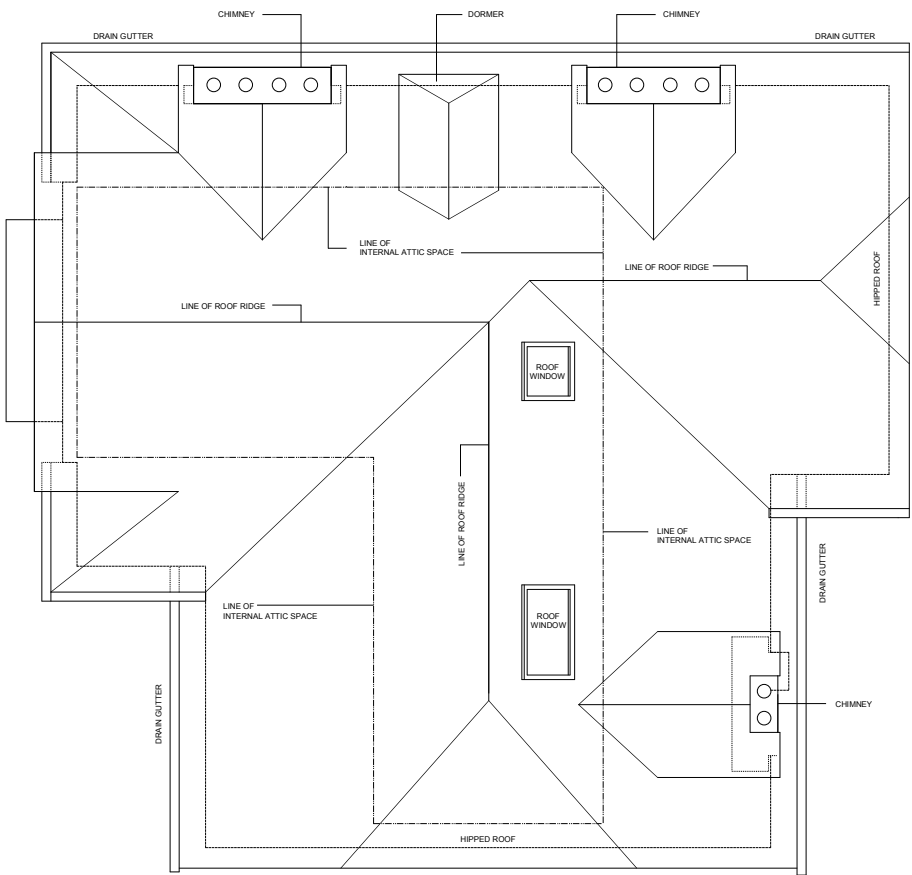 CHIMNEY
DORMER
CHIMNEY
DRAIN GUTTER
DRAIN GUTTER
LINE OF
INTERNAL ATTIC SPACE
LINE OF ROOF RIDGE
HIPPED ROOF
LINE OF ROOF RIDGE
ROOF
WINDOW
LINE OF ROOF RIDGE
LINE OF
INTERNAL ATTIC SPACE
DRAIN GUTTER
LINE OF
INTERNAL ATTIC SPACE
ROOF
WINDOW
DRAIN GUTTER
CHIMNEY
HIPPED ROOF